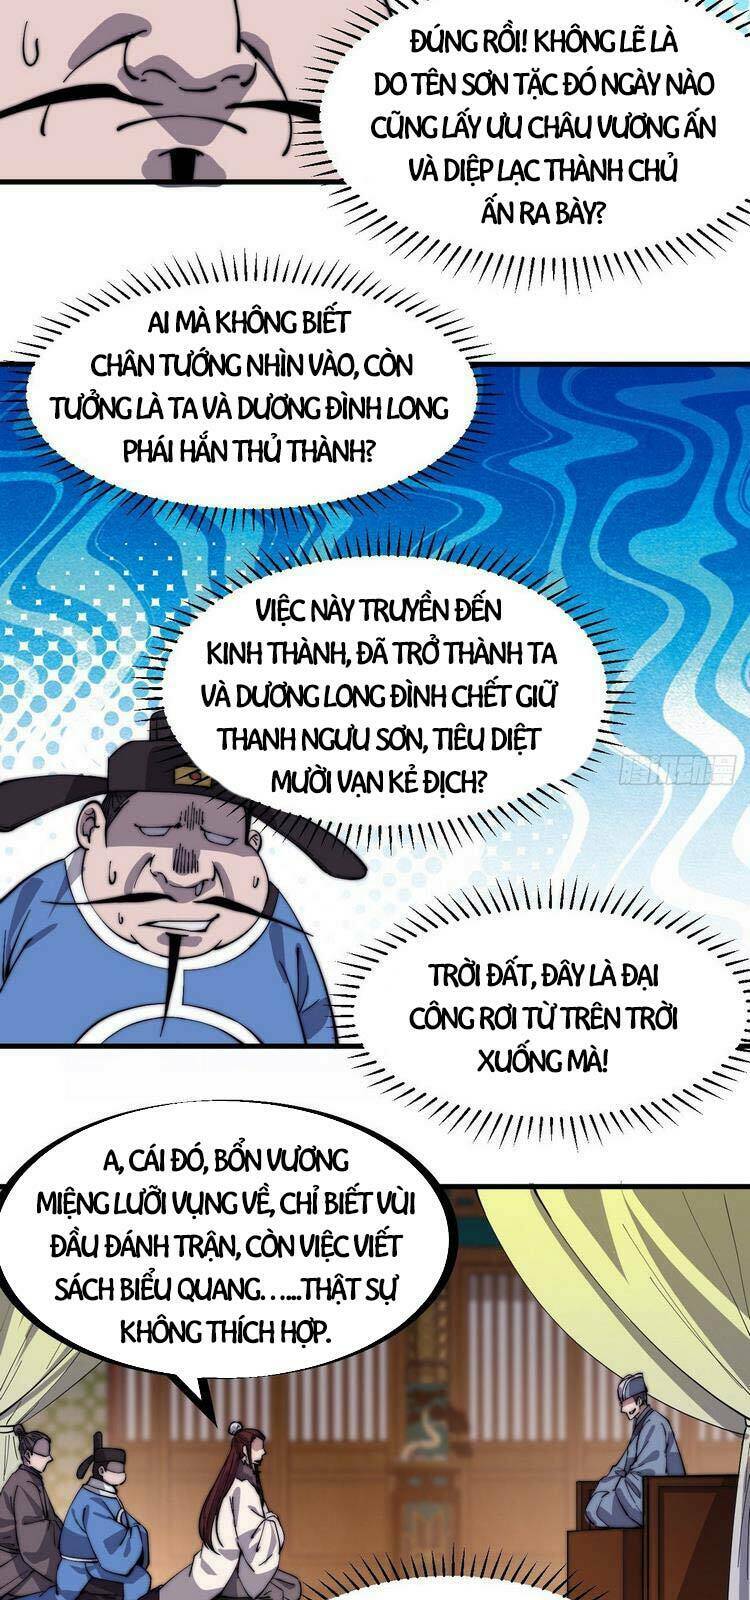 ĐÚNG RỒI! KHÔNG LẼ LÀ
DO TÊN SƠN TẶC ĐÓ NGÀY NÀO
CŨNG LẤY ƯU CHÂU VƯƠNG ẤN
VÀ DIỆP LẠC THÀNH CHỦ
ẤN RA BÀY?
AI MÀ KHÔNG BIẾT
CHÂN TƯỚNG NHÌN VÀO, CÒN
TƯỞNG LÀ TA VÀ DƯƠNG ĐÌNH LONG
PHÁI HẮN THỦ THÀNH?
VIỆC NÀY TRUYỀN ĐẾN
KINH THÀNH, ĐÃ TRỞ THÀNH TA
VÀ DƯƠNG LONG ĐÌNH CHẾT GIỮ
THANH NGƯU SƠN, TIÊU DIỆT
MƯỜI VẠN KẺ ĐỊCH?
腾讯动漫
TRỜI ĐẤT, ĐÂY LÀ ĐẠI
CÔNG RƠI TỪ TRÊN TRỜI
XUỐNG MÀ!
A, CÁI ĐÓ, BỔN VƯƠNG
MIỆNG LƯỠI VỤNG VỀ, CHỈ BIẾT VÙI
ĐẦU ĐÁNH TRẬN, CÒN VIỆC VIẾT
SÁCH BIỂU QUANG…...THẬT SỰ
KHÔNG THÍCH HỢP.